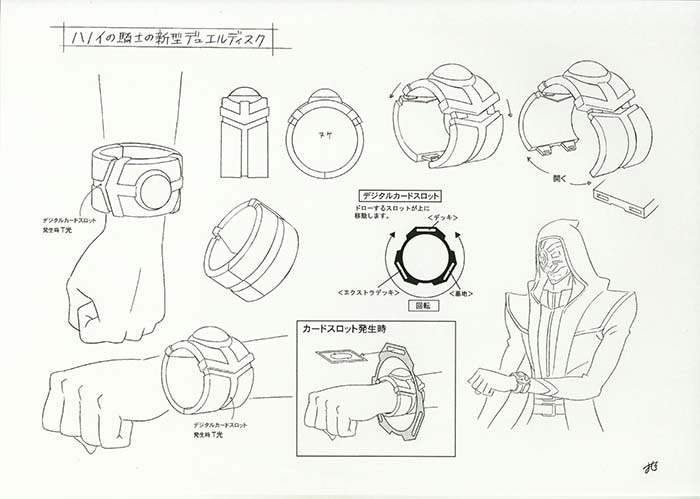 ハノイの騎士の新型デュエルディスク
ヌケ
開く
デジタルカードスロット
発生時T光
デジタルカードスロット
ドローするスロットが上に
移動します。
<デッキ>
<エクストラデッキ>
<墓地>
回転
カードスロット発生時
デジタルカードスロット
発生時T光